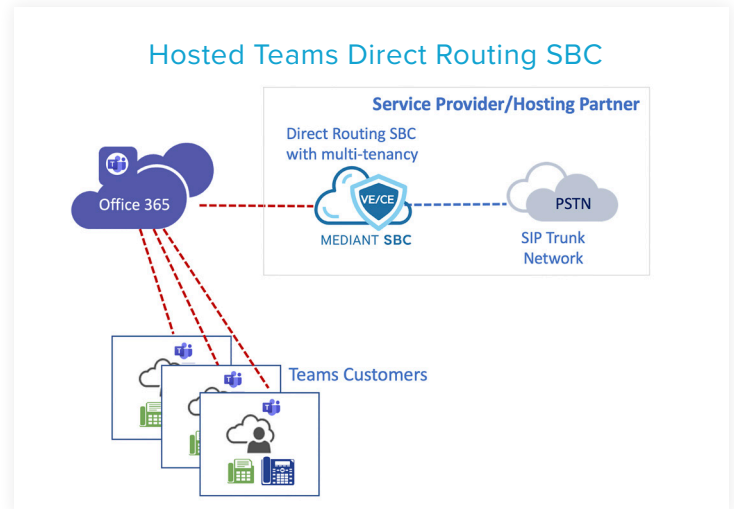 Hosted Teams Direct Routing SBC
Service Provider/Hosting Partner
Direct Routing SBC
with multi-tenancy
Office 365
VE/CE
PSTN
MEDIANT SBC
SIP Trunk
Network
Teams Customers